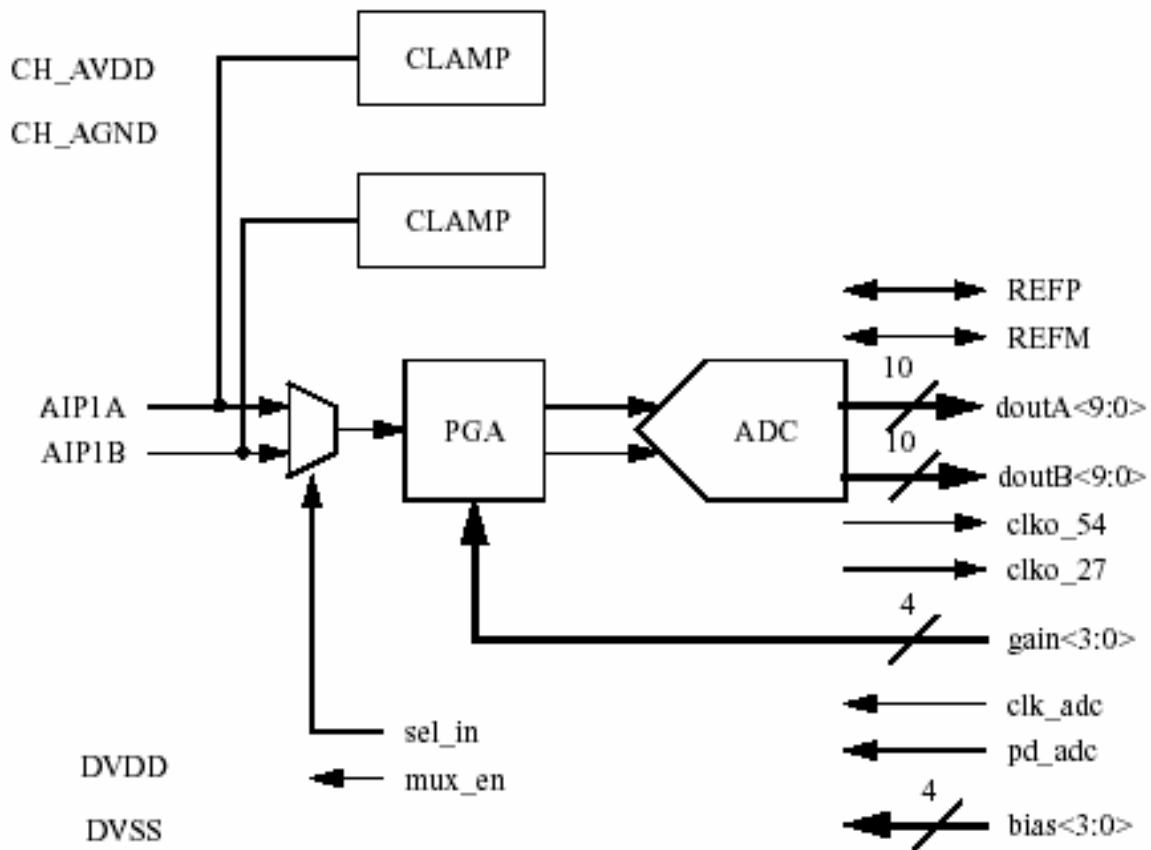 CLAMP
CH_AVDD
CH_AGND
CLAMP
REFP
REFM
10
AIP1A
PGA
ADC
doutA<9:0>
AIP1B
10
doutB<9:0>
clko_54
clko_27
4
gain<3:0>
clk_adc
sel_in
pd_adc
DVDD
mux_en
4
DVSS
bias<3:0>